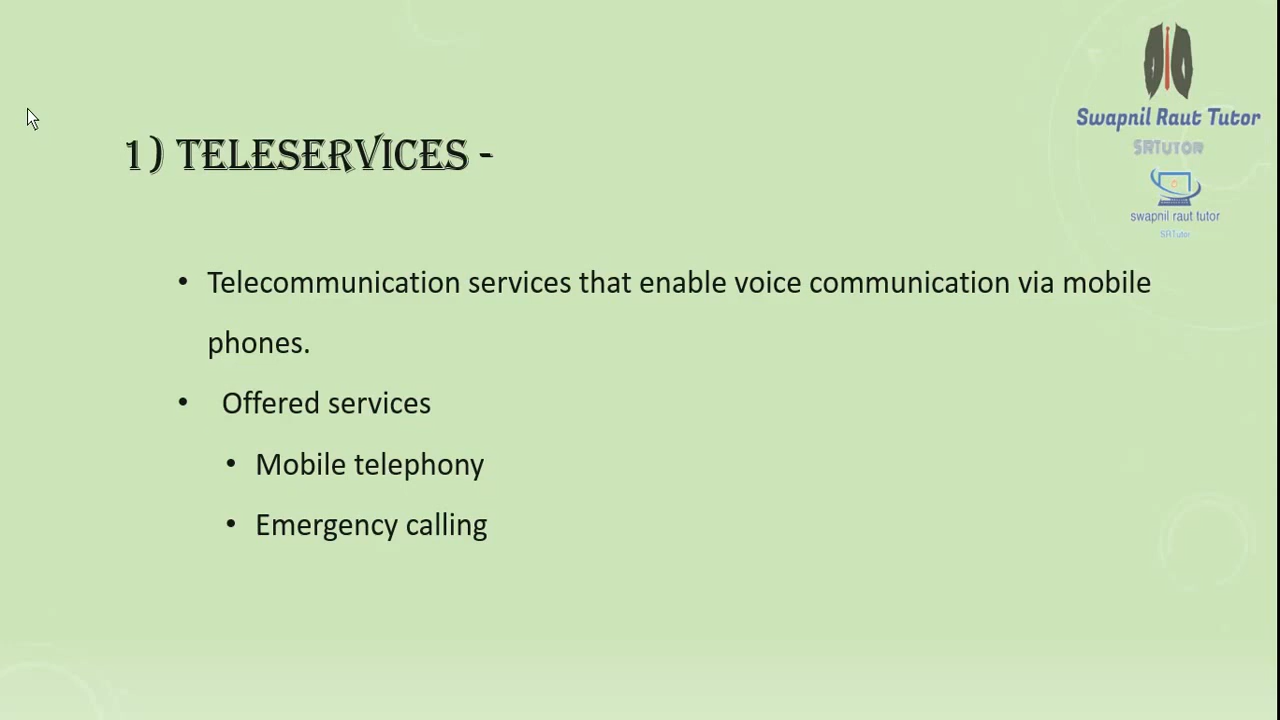 Swapnil Raut Tutor
SRTUTOR
swapnil raut tutor
SRTutor
1) TELESERVICES -
• Telecommunication services that enable voice communication via mobile
phones.
• Offered services
• Mobile telephony
• Emergency calling